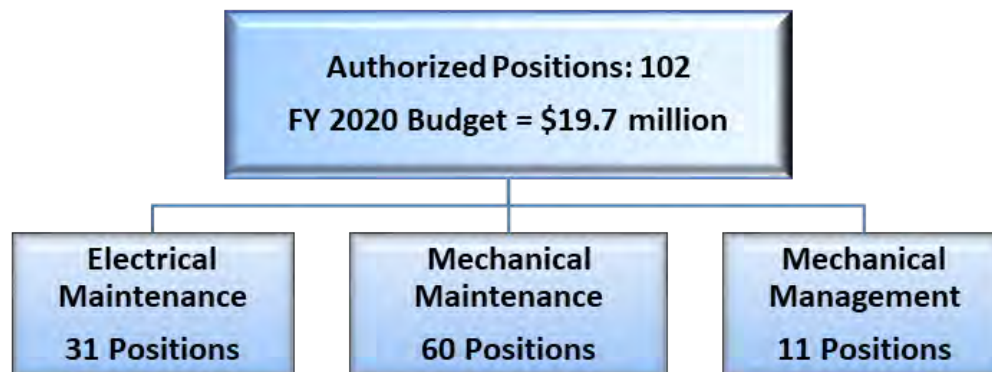 Authorized Positions: 102
FY 2020 Budget = $19.7 million
Electrical
Maintenance
31 Positions
Mechanical
Maintenance
60 Positions
Mechanical
Management
11 Positions